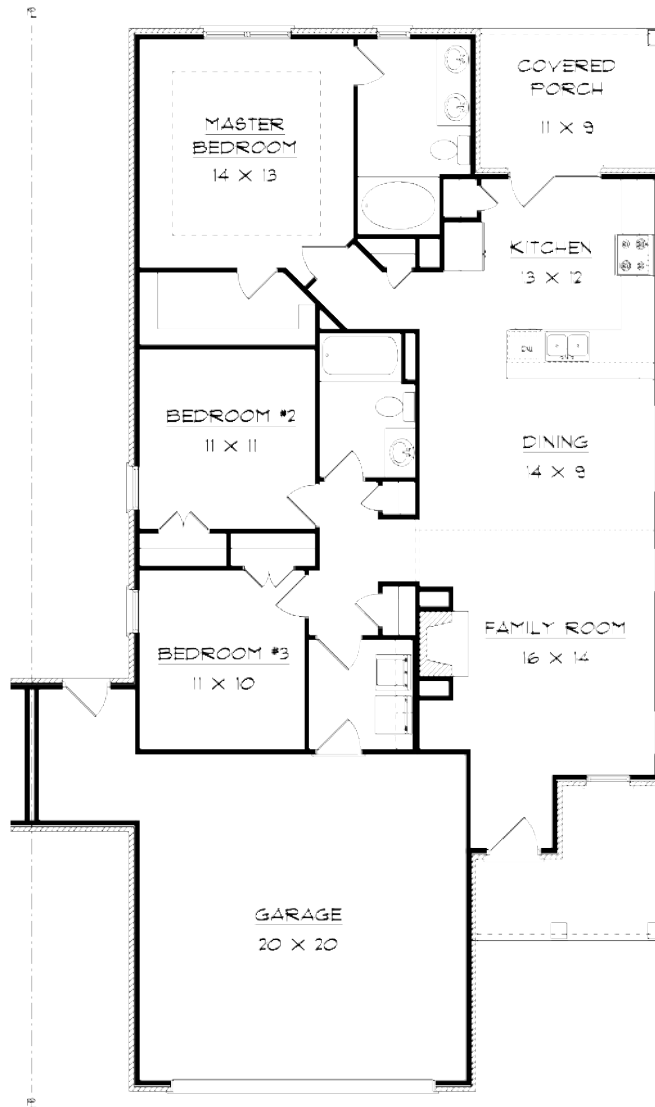 COVERED
PORCH
11 X 9
MASTER
BEDROOM
14 X 13
KITCHEN
13 X 12
DW
BEDROOM #2
11 X 11
DINING
14 X 9
FAMILY ROOM
16 X 14
BEDROOM #3
11 X 10
GARAGE
20 X 20